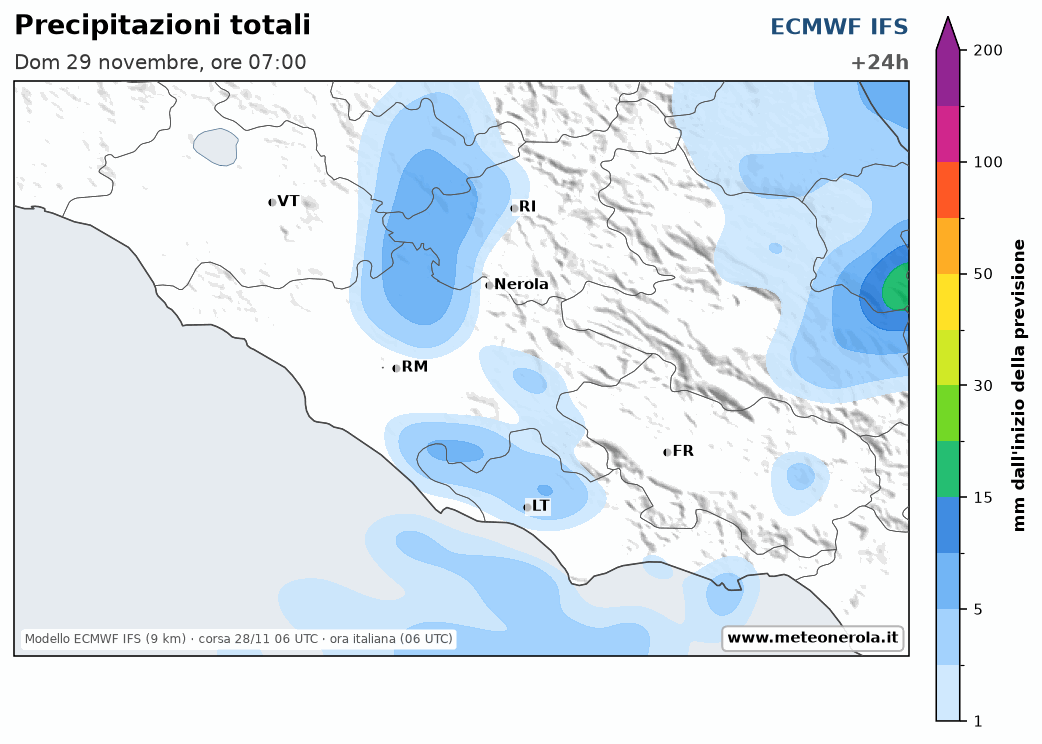 Precipitazioni totali
ECMWF IFS
Dom 29 novembre, ore 07:00
+24h
200
100
50
30
15
5
1
mm dall'inizio della previsione
VT
RI
Nerola
RM
FR
LT
Modello ECMWF IFS (9 km) · corsa 28/11 06 UTC · ora italiana (06 UTC)
www.meteonerola.it